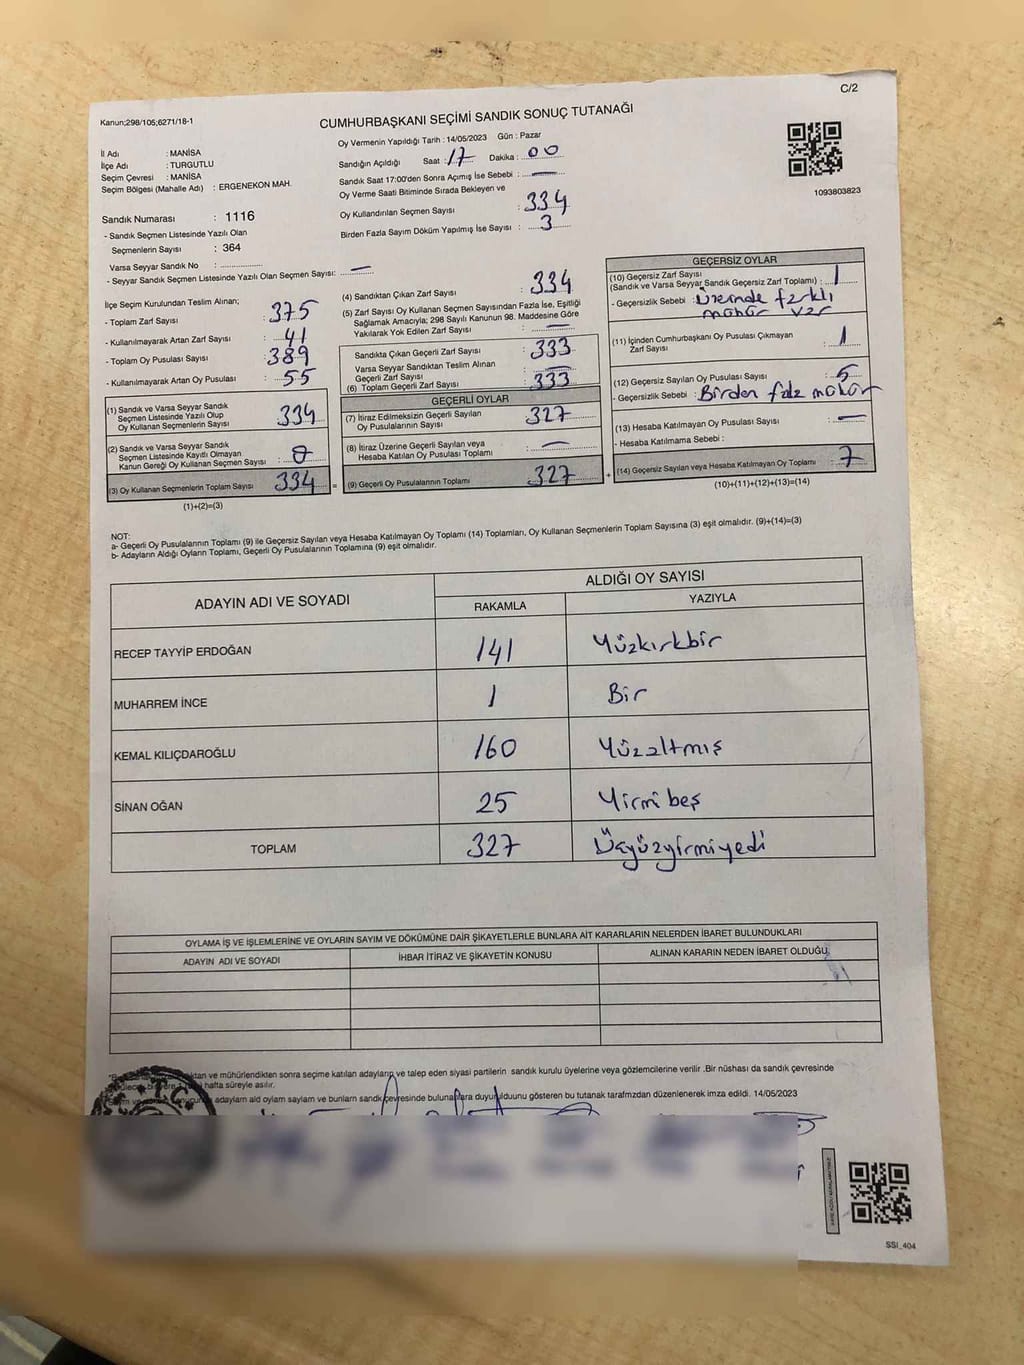 C/2
Kanun;298/105;6271/18-1
CUMHURBAŞKANI SEÇİMİ SANDIK SONUÇ TUTANAĞI
İl Adı : MANİSA
İlçe Adı : TURGUTLU
Seçim Çevresi : MANİSA
Seçim Bölgesi (Mahalle Adı) : ERGENEKON MAH.
Sandık Numarası : 1116
- Sandık Seçmen Listesinde Yazılı Olan
Seçmenlerin Sayısı : 364
Varsa Seyyar Sandık No :
- Seyyar Sandık Seçmen Listesinde Yazılı Olan Seçmen Sayısı: —
Oy Vermenin Yapıldığı Tarih : 14/05/2023 Gün : Pazar
Sandığın Açıldığı Saat : 17 Dakika : 00
Sandık Saat 17:00'den Sonra Açımış İse Sebebi : —
Oy Verme Saati Bitiminde Sırada Bekleyen ve
Oy Kullandırılan Seçmen Sayısı : 334
Birden Fazla Sayım Döküm Yapılmış İse Sayısı : 3
1093803823
İlçe Seçim Kurulundan Teslim Alınan;
- Toplam Zarf Sayısı : 375
- Kullanılmayarak Artan Zarf Sayısı : 41
- Toplam Oy Pusulası Sayısı : 389
- Kullanılmayarak Artan Oy Pusulası : 55
(1) Sandık ve Varsa Seyyar Sandık
Seçmen Listesinde Yazılı Olup
Oy Kullanan Seçmenlerin Sayısı : 334
(2) Sandık ve Varsa Seyyar Sandık
Seçmen Listesinde Kayıtlı Olmayan
Kanun Gereği Oy Kullanan Seçmen Sayısı : 0
(3) Oy Kullanan Seçmenlerin Toplam Sayısı : 334
(1)+(2)=(3)
(4) Sandıktan Çıkan Zarf Sayısı : 334
(5) Zarf Sayısı Oy Kullanan Seçmen Sayısından Fazla İse, Eşitliği
Sağlamak Amacıyla; 298 Sayılı Kanunun 98. Maddesine Göre
Yakılarak Yok Edilen Zarf Sayısı : —
Sandıkta Çıkan Geçerli Zarf Sayısı : 333
Varsa Seyyar Sandıktan Teslim Alınan
Geçerli Zarf Sayısı : —
(6) Toplam Geçerli Zarf Sayısı : 333
GEÇERLİ OYLAR
(7) İtiraz Edilmeksizin Geçerli Sayılan
Oy Pusulalarının Sayısı : 327
(8) İtiraz Üzerine Geçerli Sayılan veya
Hesaba Katılan Oy Pusulası Toplamı : —
= (9) Geçerli Oy Pusulalarının Toplamı : 327 +
GEÇERSİZ OYLAR
(10) Geçersiz Zarf Sayısı
(Sandık ve Varsa Seyyar Sandık Geçersiz Zarf Toplamı) : 1
- Geçersizlik Sebebi : Üzerinde farklı
mühür var
(11) İçinden Cumhurbaşkanı Oy Pusulası Çıkmayan
Zarf Sayısı : 1
(12) Geçersiz Sayılan Oy Pusulası Sayısı : 5
- Geçersizlik Sebebi : Birden fazla mühür
(13) Hesaba Katılmayan Oy Pusulası Sayısı : —
- Hesaba Katılmama Sebebi :
(14) Geçersiz Sayılan veya Hesaba Katılmayan Oy Toplamı : 7
(10)+(11)+(12)+(13)=(14)
NOT:
a- Geçerli Oy Pusulalarının Toplamı (9) ile Geçersiz Sayılan veya Hesaba Katılmayan Oy Toplamı (14) Toplamları, Oy Kullanan Seçmenlerin Toplam Sayısına (3) eşit olmalıdır. (9)+(14)=(3)
b- Adayların Aldığı Oyların Toplamı, Geçerli Oy Pusulalarının Toplamına (9) eşit olmalıdır.
ADAYIN ADI VE SOYADI
ALDIĞI OY SAYISI
RAKAMLA YAZIYLA
RECEP TAYYİP ERDOĞAN 141 Yüzkırkbir
MUHARREM İNCE 1 Bir
KEMAL KILIÇDAROĞLU 160 Yüzaltmış
SİNAN OĞAN 25 Yirmi beş
TOPLAM 327 Üçyüzyirmiyedi
OYLAMA İŞ VE İŞLEMLERİNE VE OYLARIN SAYIM VE DÖKÜMÜNE DAİR ŞİKAYETLERLE BUNLARA AİT KARARLARIN NELERDEN İBARET BULUNDUKLARI
ADAYIN ADI VE SOYADI İHBAR İTİRAZ VE ŞİKAYETİN KONUSU ALINAN KARARIN NEDEN İBARET OLDUĞU
ve mühürlendikten sonra seçime katılan adayların ve talep eden siyasi partilerin sandık kurulu üyelerine veya gözlemcilerine verilir .Bir nüshası da sandık çevresinde
hafta süreyle asılır.
adaylarn ald oylarn saylam ve bunlarn sandk çevresinde bulunanlara duyurulduunu gösteren bu tutanak tarafmzdan düzenlenerek imza edildi. 14/05/2023
T.C.
SSI_404